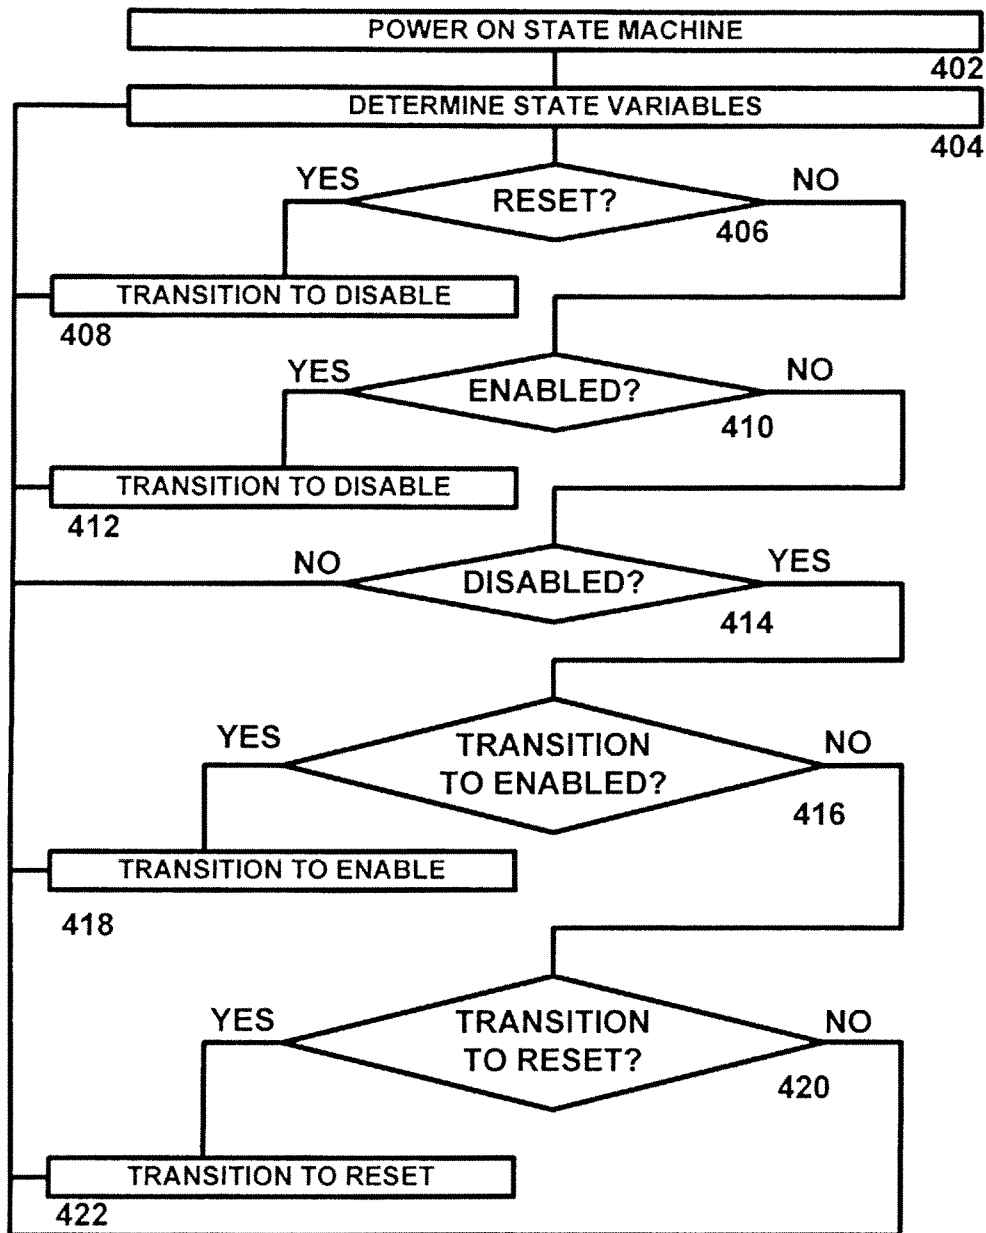 POWER ON STATE MACHINE
402
DETERMINE STATE VARIABLES
404
YES
NO
RESET?
406
TRANSITION TO DISABLE
408
YES
NO
ENABLED?
410
TRANSITION TO DISABLE
412
NO
YES
DISABLED?
414
YES
NO
TRANSITION
TO ENABLED?
416
TRANSITION TO ENABLE
418
YES
NO
TRANSITION
TO RESET?
420
TRANSITION TO RESET
422